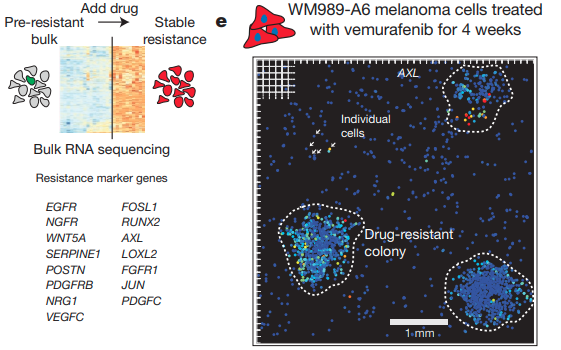 Add drug
Pre-resistant
bulk
Stable
resistance
Bulk RNA sequencing
Resistance marker genes
EGFR FOSL1
NGFR RUNX2
WNT5A AXL
SERPINE1 LOXL2
POSTN FGFR1
PDGFRB JUN
NRG1 PDGFC
VEGFC
e
WM989-A6 melanoma cells treated
with vemurafenib for 4 weeks
AXL
Individual
cells
Drug-resistant
colony
1 mm